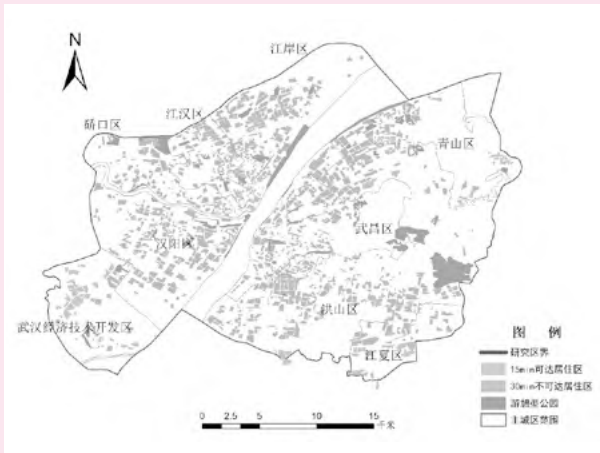 N
江岸区
江汉区
硚口区
青山区
武昌区
汉阳区
洪山区
武汉经济技术开发区
江夏区
图 例
研究区界
15min可达居住区
30min不可达居住区
游憩街公园
主城区范围
0 2.5 5 10 15
千米